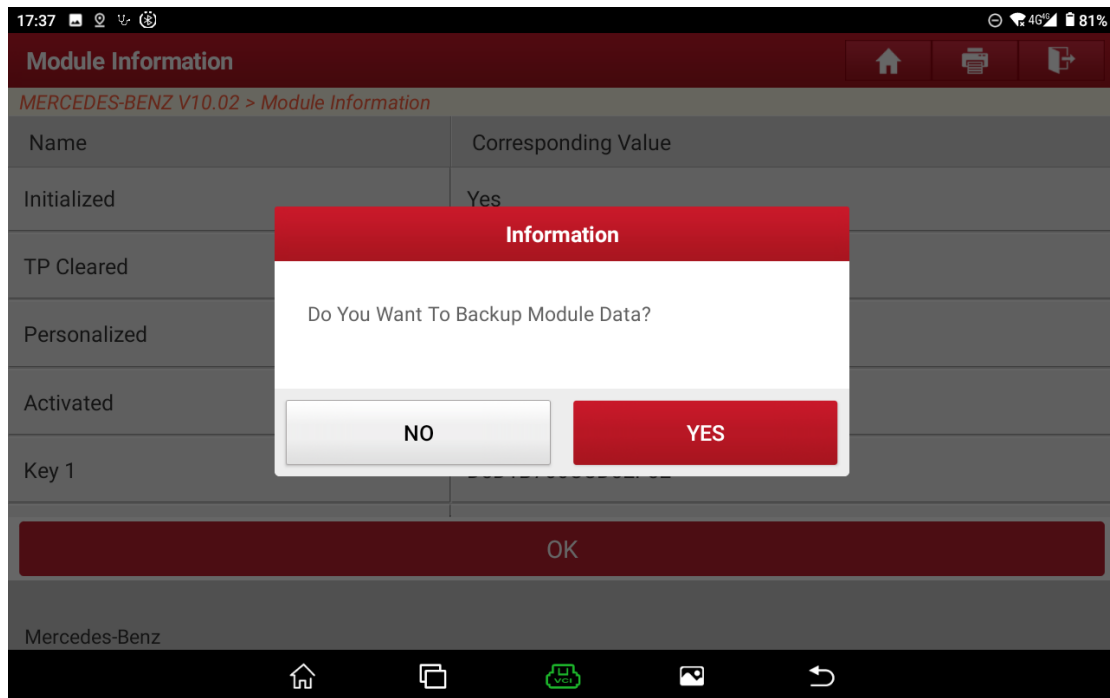 17:37 81%
Module Information
MERCEDES-BENZ V10.02 > Module Information
Name Corresponding Value
Initialized Yes
Information
TP Cleared
Do You Want To Backup Module Data?
Personalized
Activated
NO YES
Key 1
OK
Mercedes-Benz
VCI